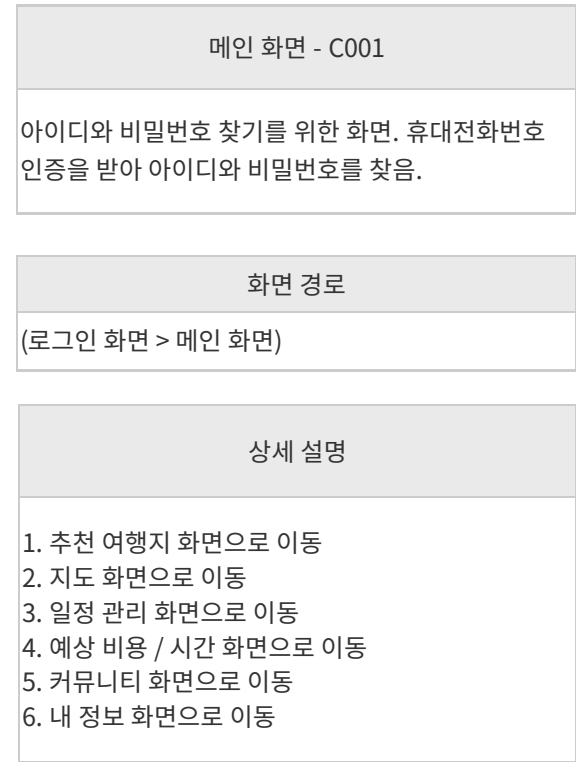 메인 화면 - C001
아이디와 비밀번호 찾기를 위한 화면. 휴대전화번호
인증을 받아 아이디와 비밀번호를 찾음.
화면 경로
(로그인 화면 > 메인 화면)
상세 설명
1. 추천 여행지 화면으로 이동
2. 지도 화면으로 이동
3. 일정 관리 화면으로 이동
4. 예상 비용 / 시간 화면으로 이동
5. 커뮤니티 화면으로 이동
6. 내 정보 화면으로 이동